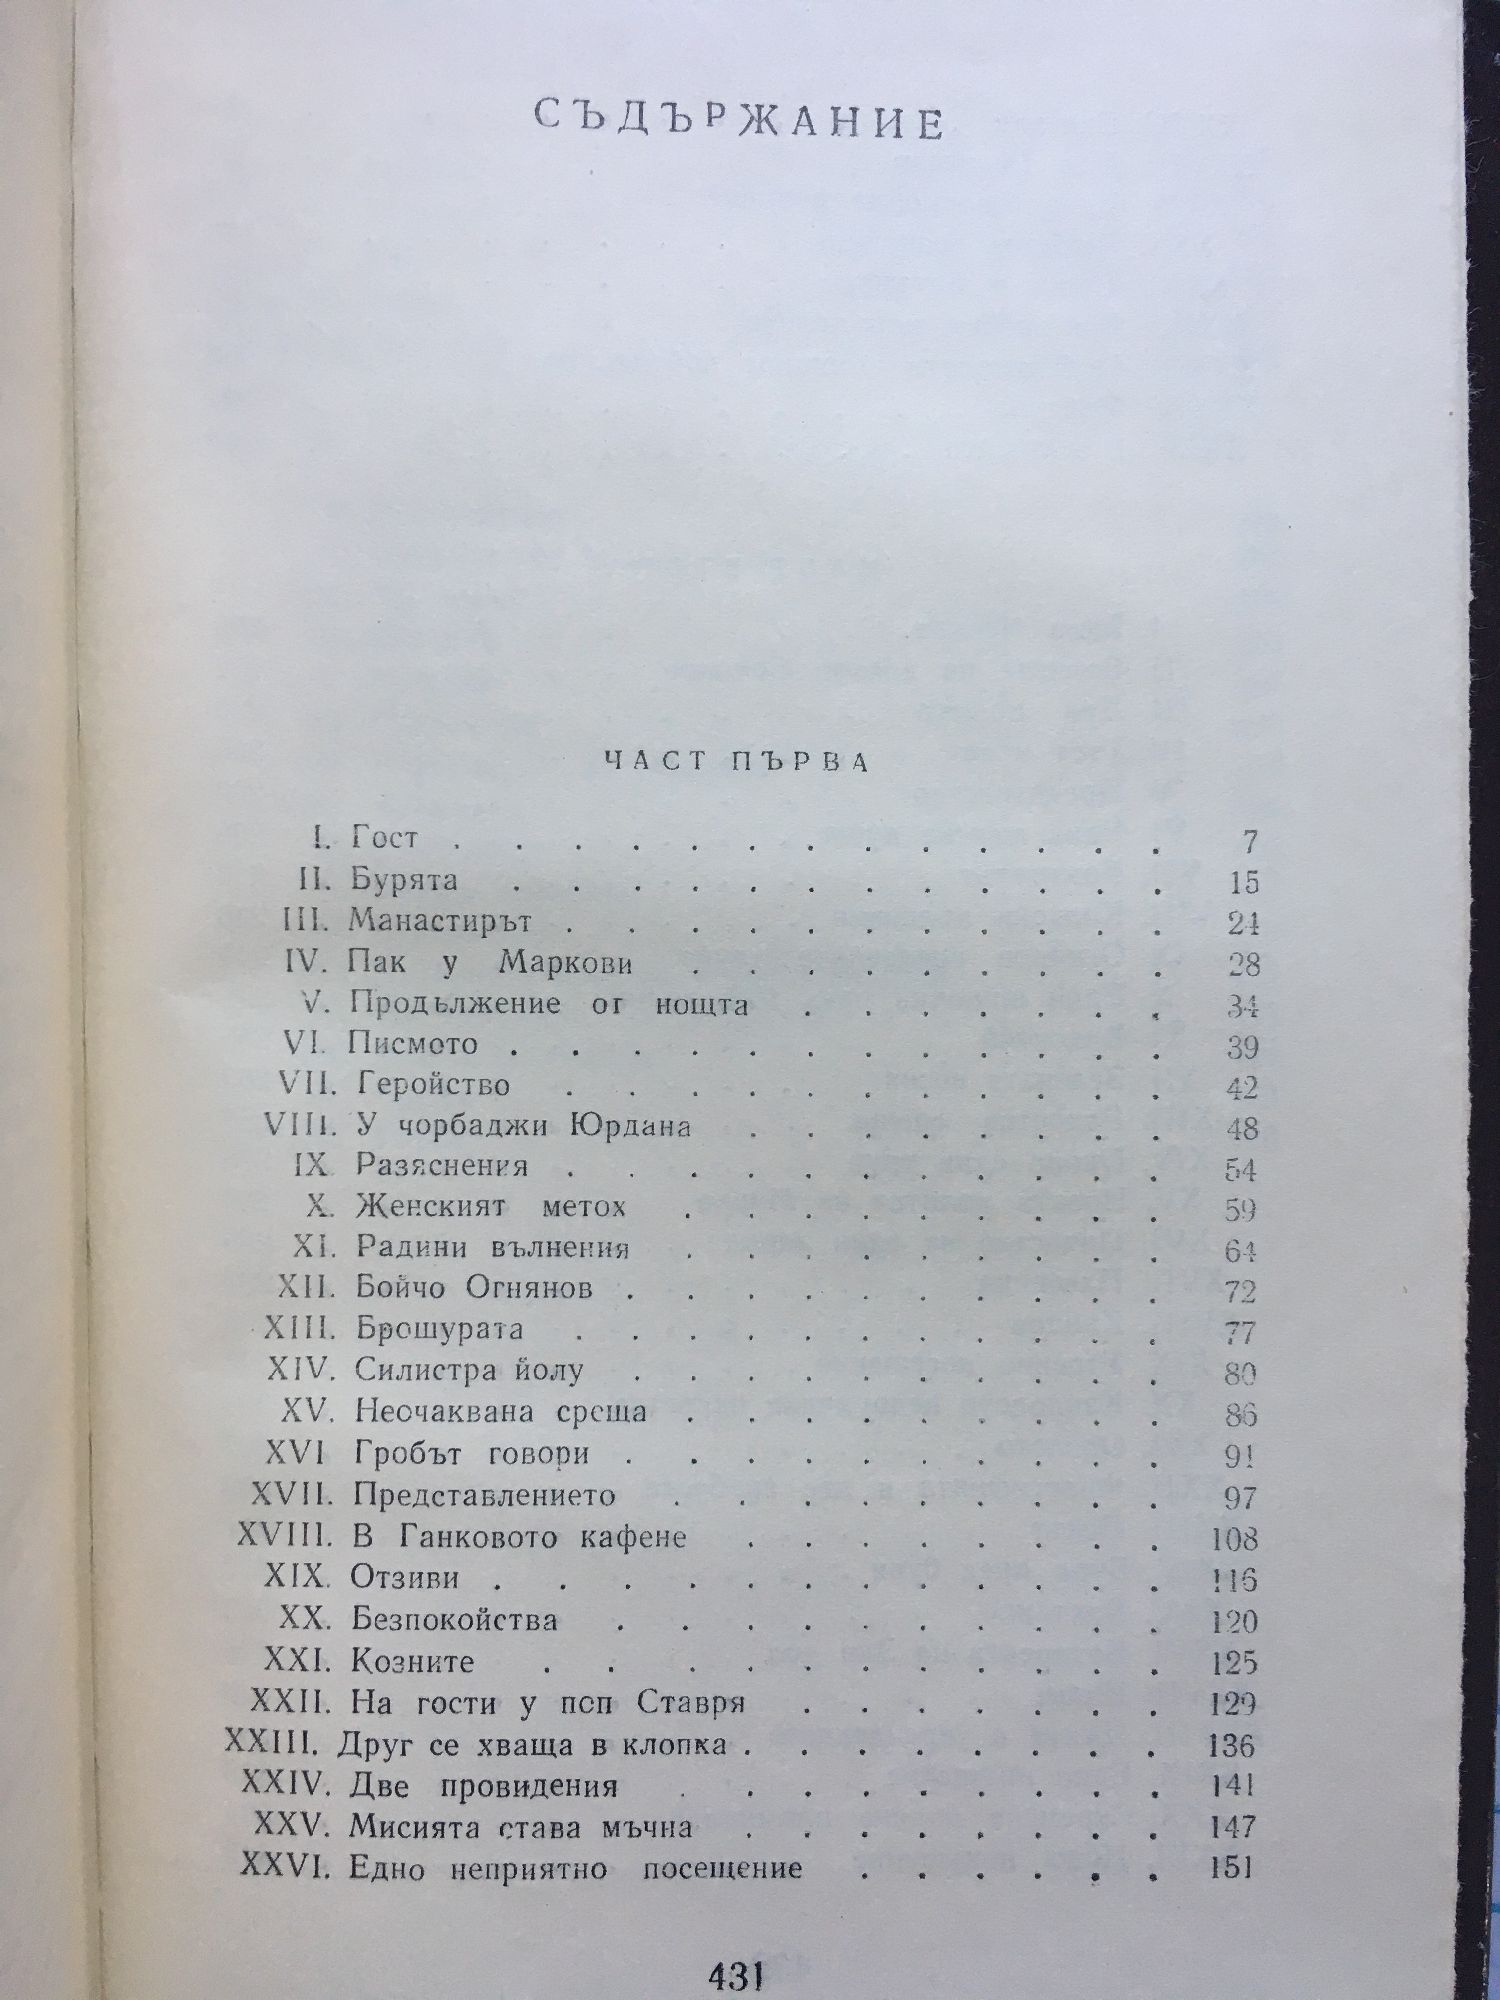 СЪДЪРЖАНИЕ
ЧАСТ ПЪРВА
I. Гост . . . . . . . . . . . . . 7
II. Бурята . . . . . . . . . . . . 15
III. Манастирът . . . . . . . . . . . 24
IV. Пак у Маркови . . . . . . . . . 28
V. Продължение от нощта . . . . . . . 34
VI. Писмото . . . . . . . . . . . . 39
VII. Геройство . . . . . . . . . . . 42
VIII. У чорбаджи Юрдана . . . . . . . . 48
IX. Разяснения . . . . . . . . . . . 54
X. Женският метох . . . . . . . . . 59
XI. Радини вълнения . . . . . . . . . 64
XII. Бойчо Огнянов . . . . . . . . . . 72
XIII. Брошурата . . . . . . . . . . . 77
XIV. Силистра йолу . . . . . . . . . . 80
XV. Неочаквана среща . . . . . . . . . 86
XVI Гробът говори . . . . . . . . . . 91
XVII. Представлението . . . . . . . . . 97
XVIII. В Ганковото кафене . . . . . . . . 108
XIX. Отзиви . . . . . . . . . . . . 116
XX. Безпокойства . . . . . . . . . . 120
XXI. Козните . . . . . . . . . . . 125
XXII. На гости у поп Ставря . . . . . . . 129
XXIII. Друг се хваща в клопка . . . . . . . . 136
XXIV. Две провидения . . . . . . . . . 141
XXV. Мисията става мъчна . . . . . . . . 147
XXVI. Едно неприятно посещение . . . . . . 151
431